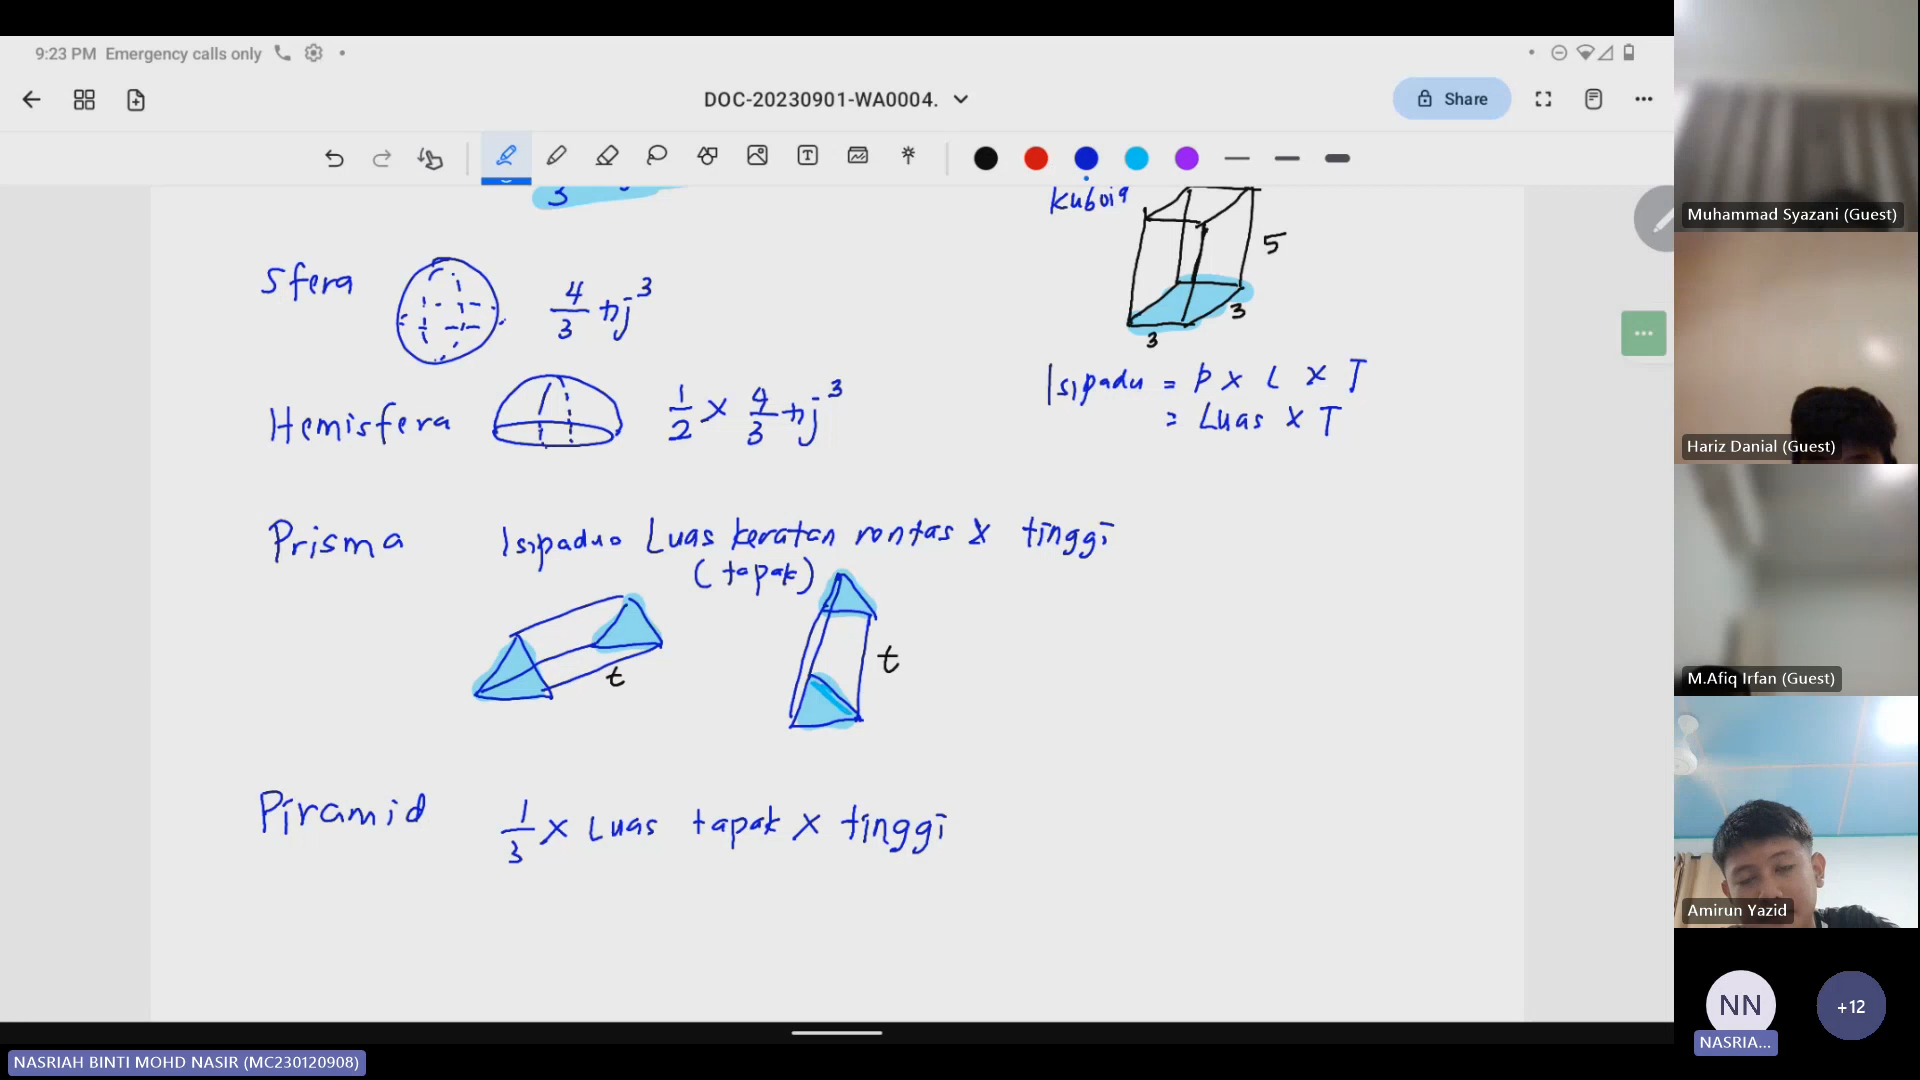 9:23 PM Emergency calls only
DOC-20230901-WA0004.
Share
3
Kuboid
5
3
3
Sfera
4/3 πj³
Hemisfera
1/2 × 4/3 πj³
Isipadu = P × L × T
= Luas × T
Prisma
Isipadu = Luas keratan rentas × tinggi
(tapak)
t
t
Piramid
1/3 × Luas tapak × tinggi
Muhammad Syazani (Guest)
Hariz Danial (Guest)
M.Afiq Irfan (Guest)
Amirun Yazid
NN
+12
NASRIA...
NASRIAH BINTI MOHD NASIR (MC230120908)